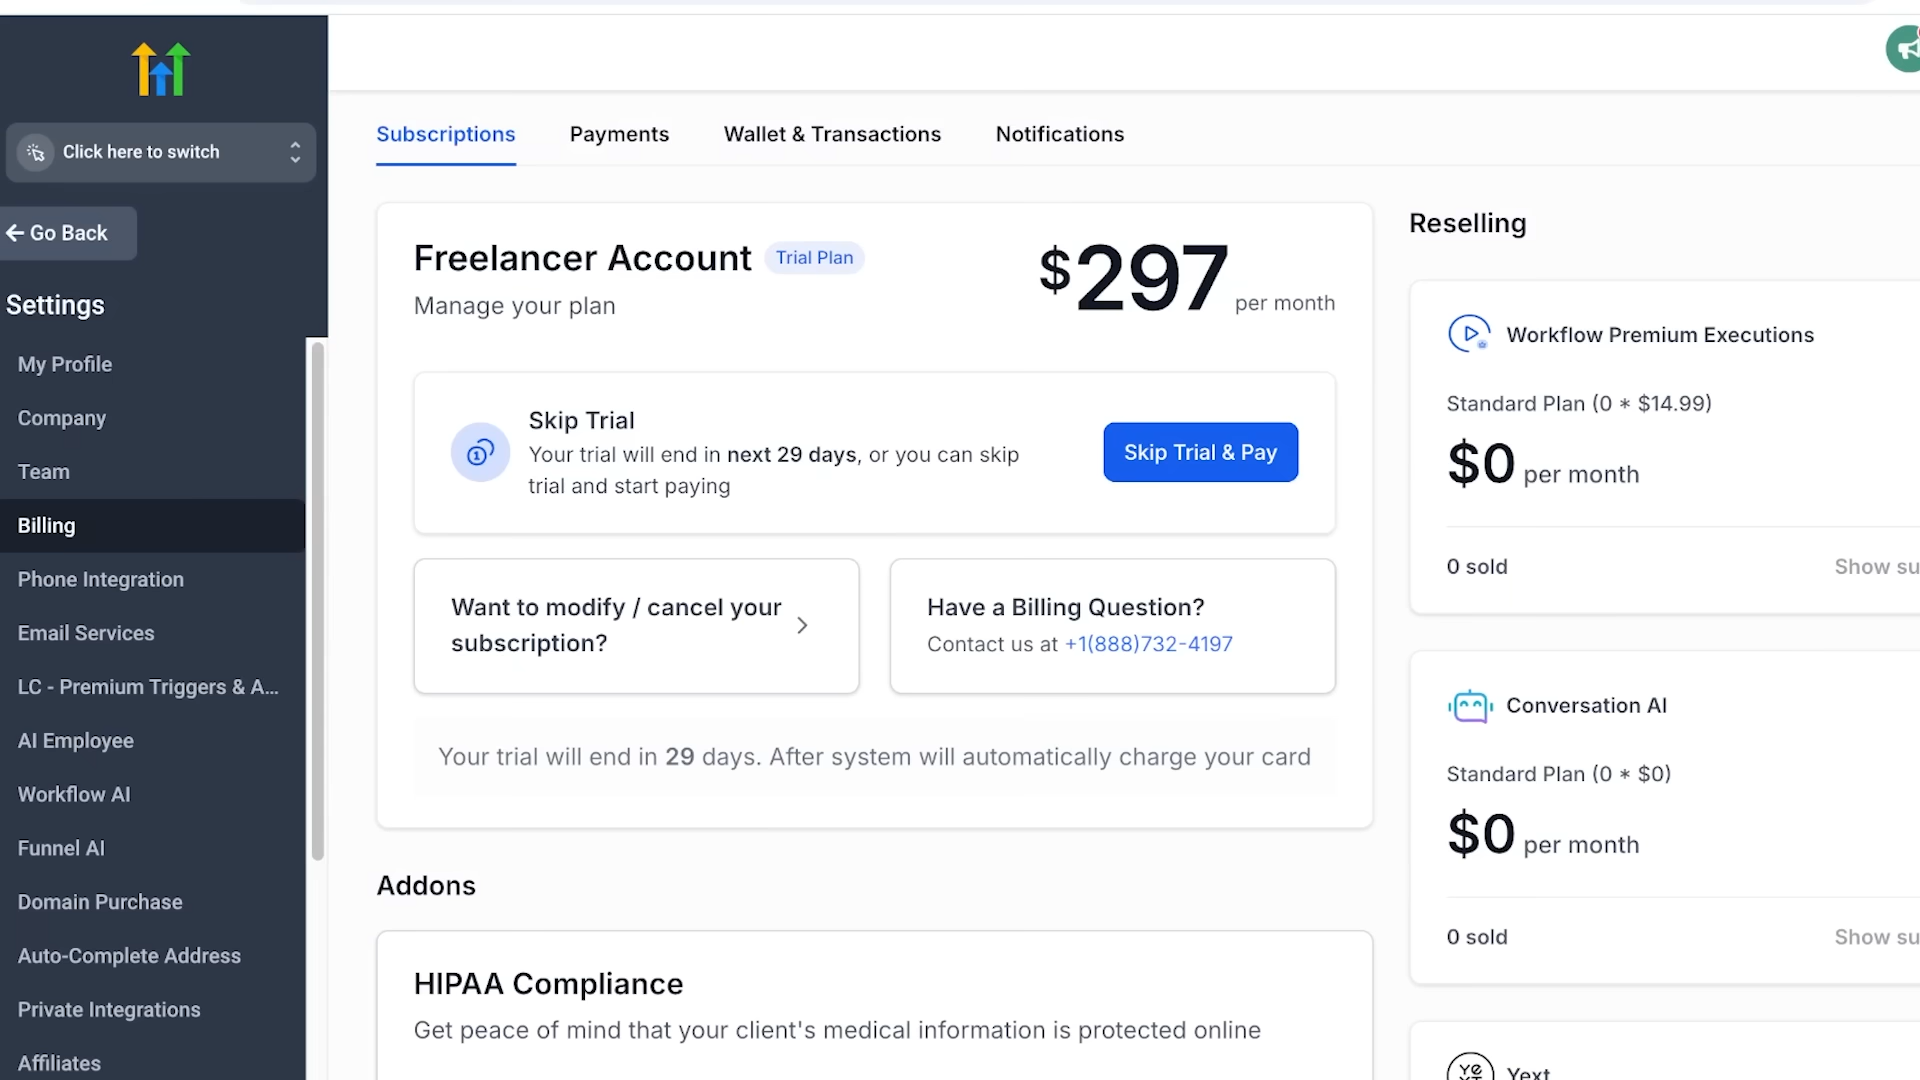 Click here to switch
Go Back
Settings
My Profile
Company
Team
Billing
Phone Integration
Email Services
LC - Premium Triggers & A...
AI Employee
Workflow AI
Funnel AI
Domain Purchase
Auto-Complete Address
Private Integrations
Affiliates
Subscriptions
Payments
Wallet & Transactions
Notifications
Freelancer Account
Trial Plan
Manage your plan
$297 per month
Skip Trial
Your trial will end in next 29 days, or you can skip
trial and start paying
Skip Trial & Pay
Want to modify / cancel your
subscription?
Have a Billing Question?
Contact us at +1(888)732-4197
Your trial will end in 29 days. After system will automatically charge your card
Addons
HIPAA Compliance
Get peace of mind that your client's medical information is protected online
Reselling
Workflow Premium Executions
Standard Plan (0 * $14.99)
$0 per month
0 sold
Show su
Conversation AI
Standard Plan (0 * $0)
$0 per month
0 sold
Show su
Yext